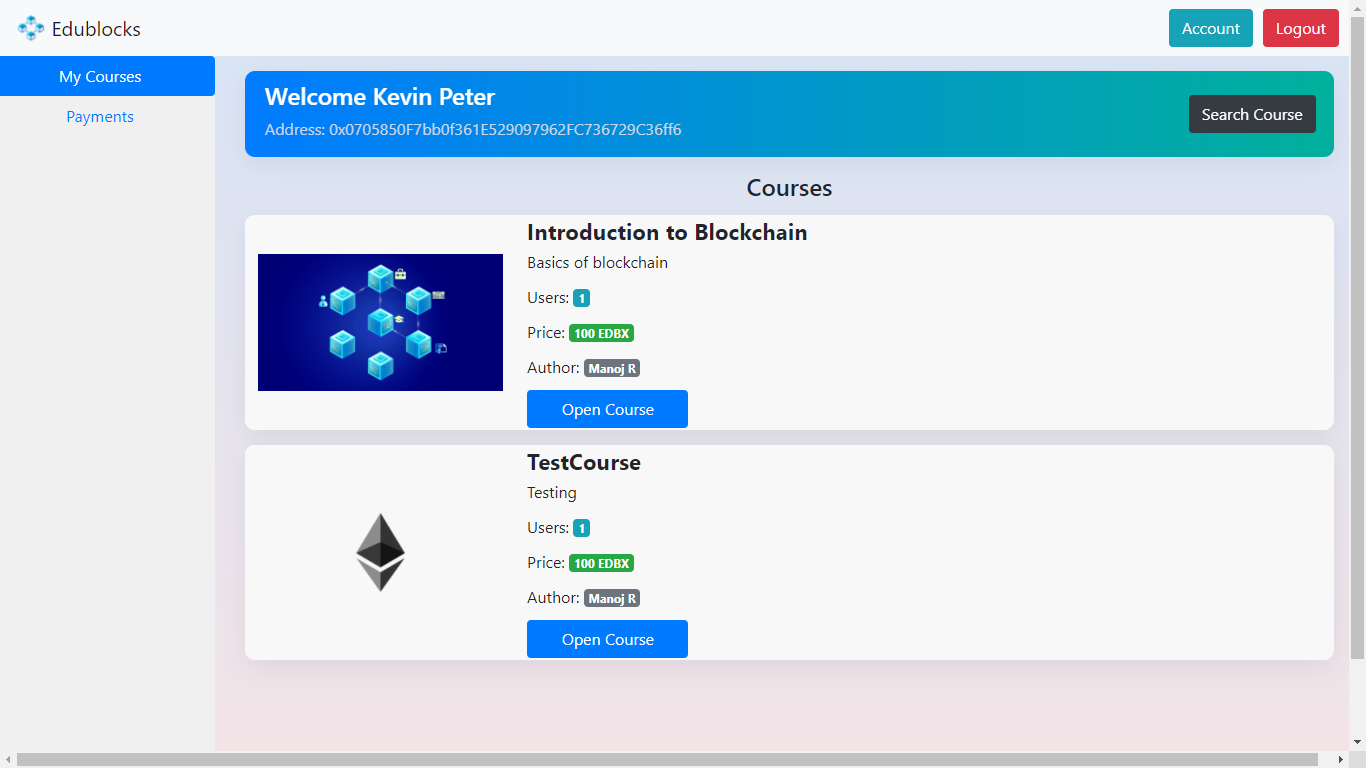 Edublocks
Account
Logout
My Courses
Payments
Welcome Kevin Peter
Address: 0x0705850F7bb0f361E529097962FC736729C36ff6
Search Course
Courses
Introduction to Blockchain
Basics of blockchain
Users: 1
Price: 100 EDBX
Author: Manoj R
Open Course
TestCourse
Testing
Users: 1
Price: 100 EDBX
Author: Manoj R
Open Course